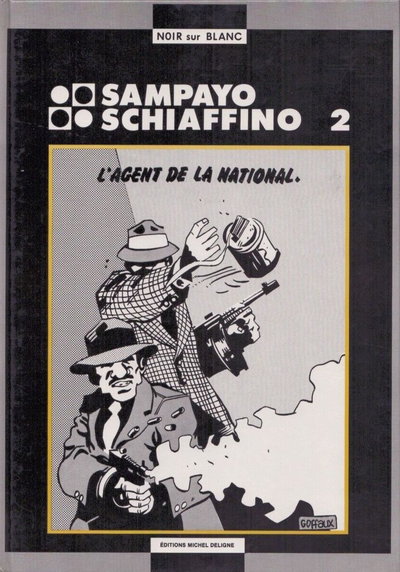 NOIR sur BLANC
SAMPAYO
SCHIAFFINO 2
L'AGENT DE LA NATIONAL.
GOFFAUX
ÉDITIONS MICHEL DELIGNE